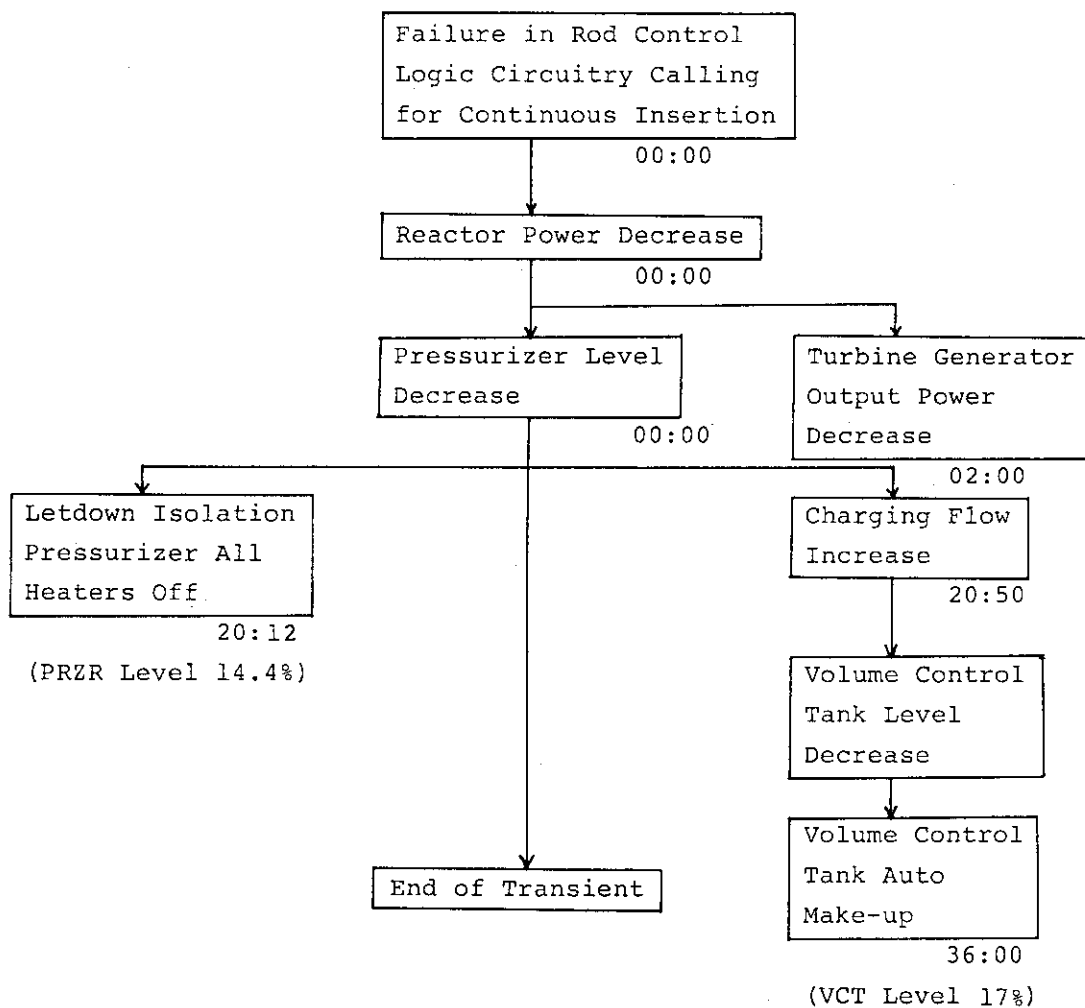 Failure in Rod Control
Logic Circuitry Calling
for Continuous Insertion
00:00
Reactor Power Decrease
00:00
Pressurizer Level
Decrease
00:00
Turbine Generator
Output Power
Decrease
02:00
Letdown Isolation
Pressurizer All
Heaters Off
20:12
(PRZR Level 14.4%)
Charging Flow
Increase
20:50
Volume Control
Tank Level
Decrease
Volume Control
Tank Auto
Make-up
36:00
(VCT Level 17%)
End of Transient